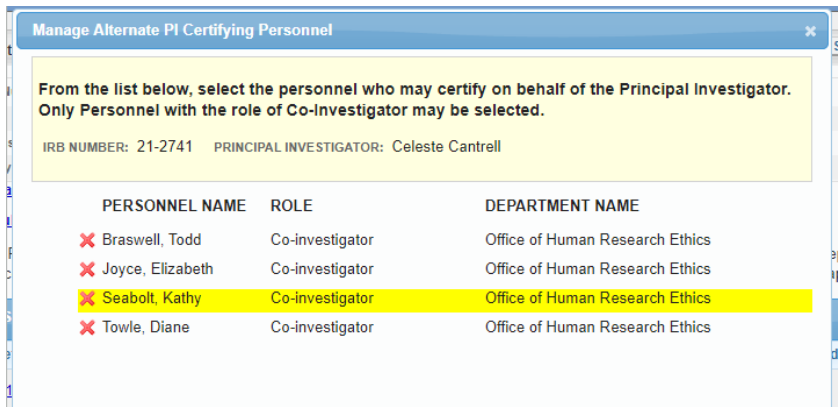 Manage Alternate PI Certifying Personnel
From the list below, select the personnel who may certify on behalf of the Principal Investigator.
Only Personnel with the role of Co-Investigator may be selected.
IRB NUMBER: 21-2741 PRINCIPAL INVESTIGATOR: Celeste Cantrell
PERSONNEL NAME ROLE DEPARTMENT NAME
Braswell, Todd Co-investigator Office of Human Research Ethics
Joyce, Elizabeth Co-investigator Office of Human Research Ethics
Seabolt, Kathy Co-investigator Office of Human Research Ethics
Towle, Diane Co-investigator Office of Human Research Ethics